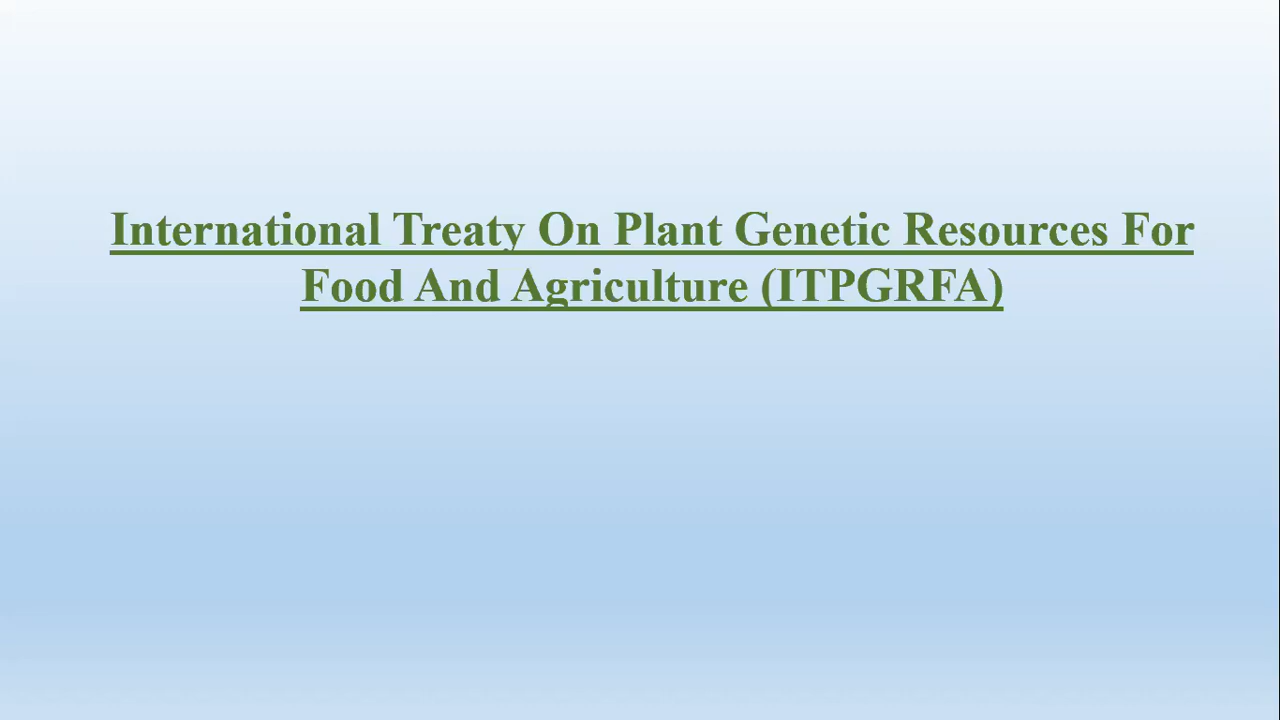 International Treaty On Plant Genetic Resources For
Food And Agriculture (ITPGRFA)